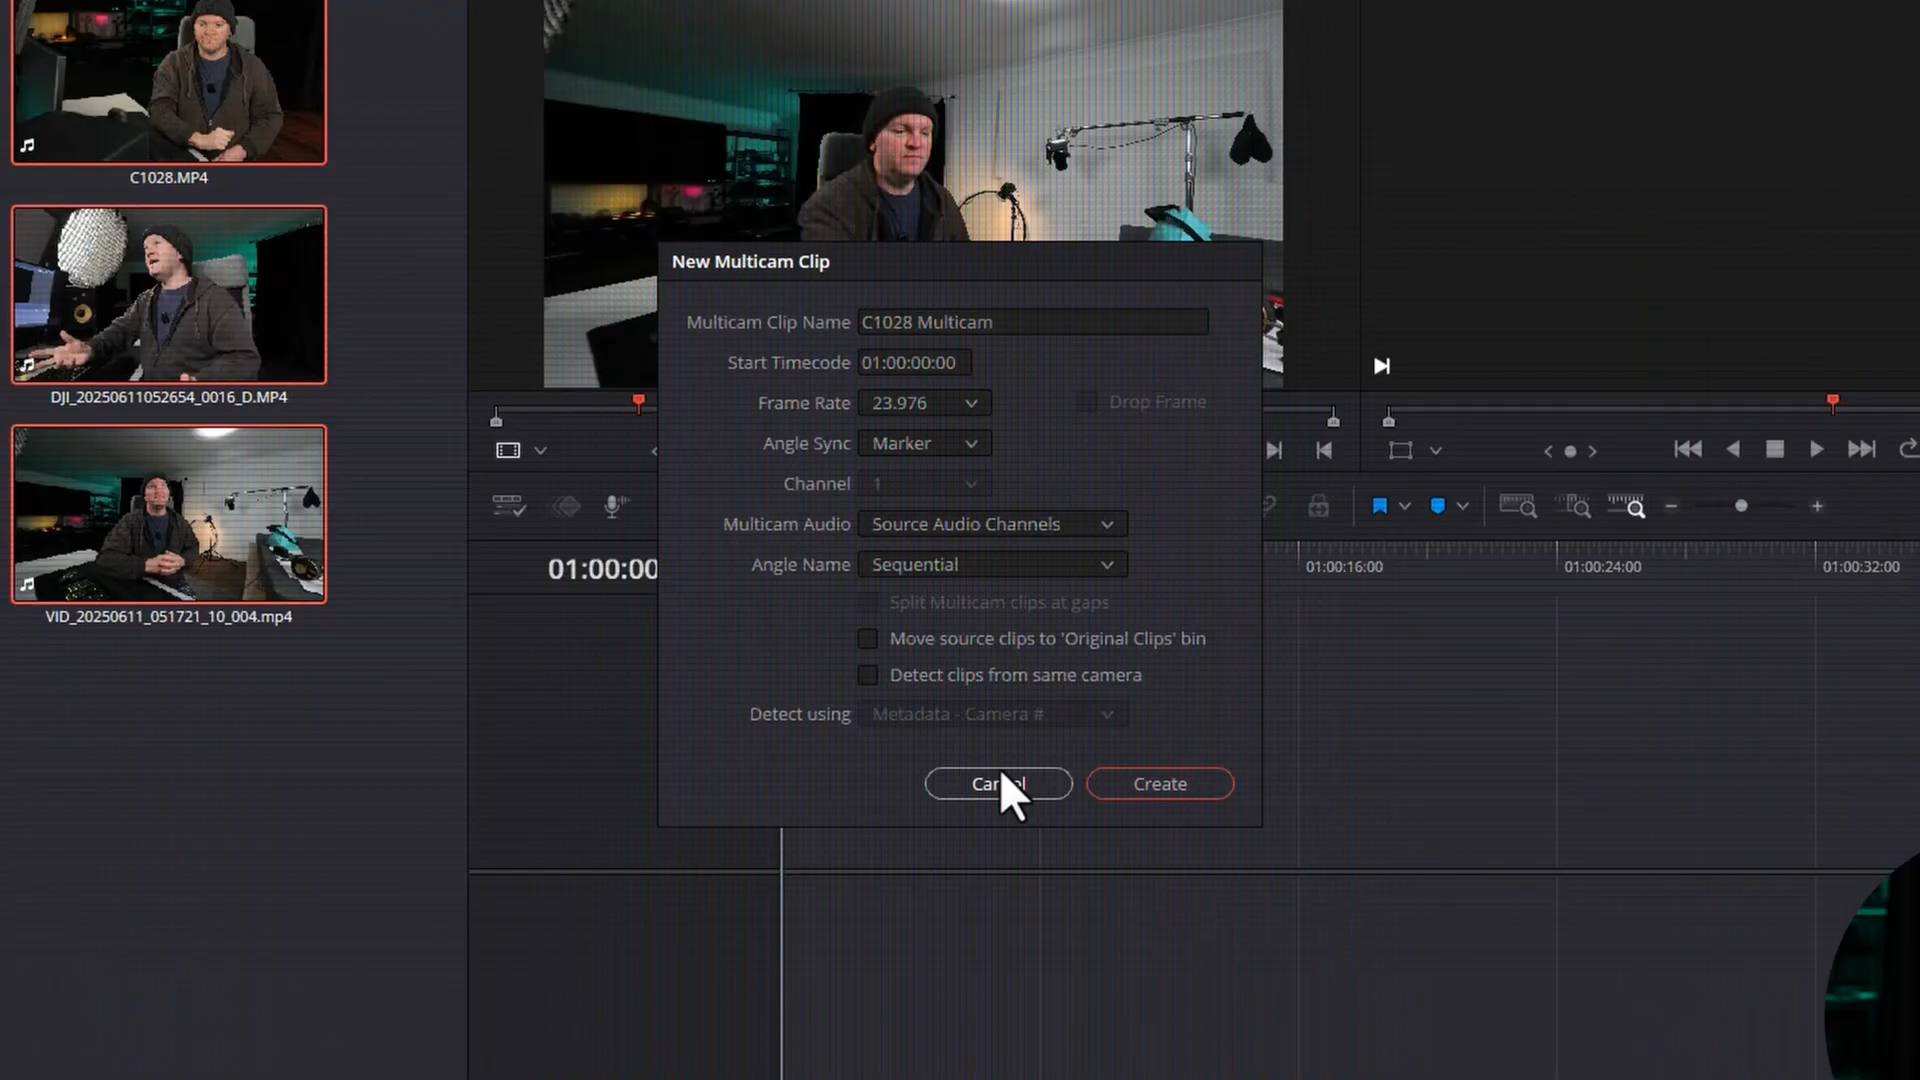 C1028.MP4
DJI_20250611052654_0016_D.MP4
VID_20250611_051721_10_004.mp4
New Multicam Clip
Multicam Clip Name C1028 Multicam
Start Timecode 01:00:00:00
Frame Rate 23.976 Drop Frame
Angle Sync Marker
Channel 1
Multicam Audio Source Audio Channels
Angle Name Sequential
Split Multicam clips at gaps
Move source clips to 'Original Clips' bin
Detect clips from same camera
Detect using Metadata - Camera #
Cancel Create
01:00:00
01:00:16:00
01:00:24:00
01:00:32:00